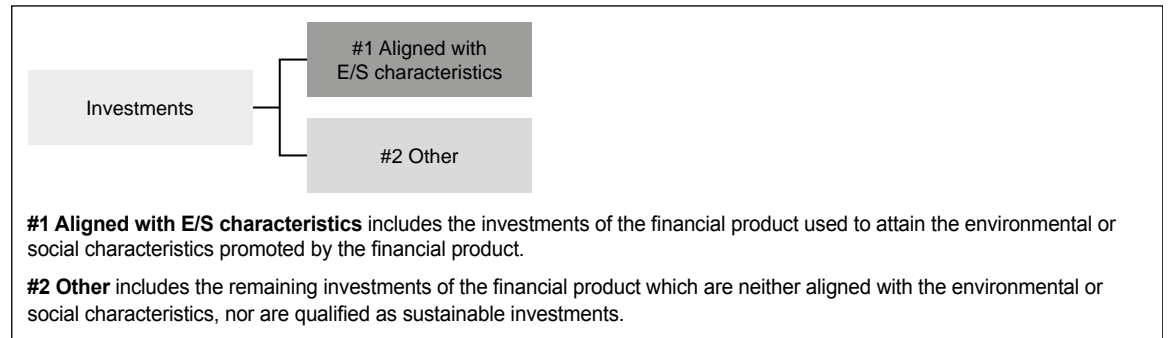 #1 Aligned with
E/S characteristics
Investments
#2 Other
#1 Aligned with E/S characteristics includes the investments of the financial product used to attain the environmental or
social characteristics promoted by the financial product.
#2 Other includes the remaining investments of the financial product which are neither aligned with the environmental or
social characteristics, nor are qualified as sustainable investments.